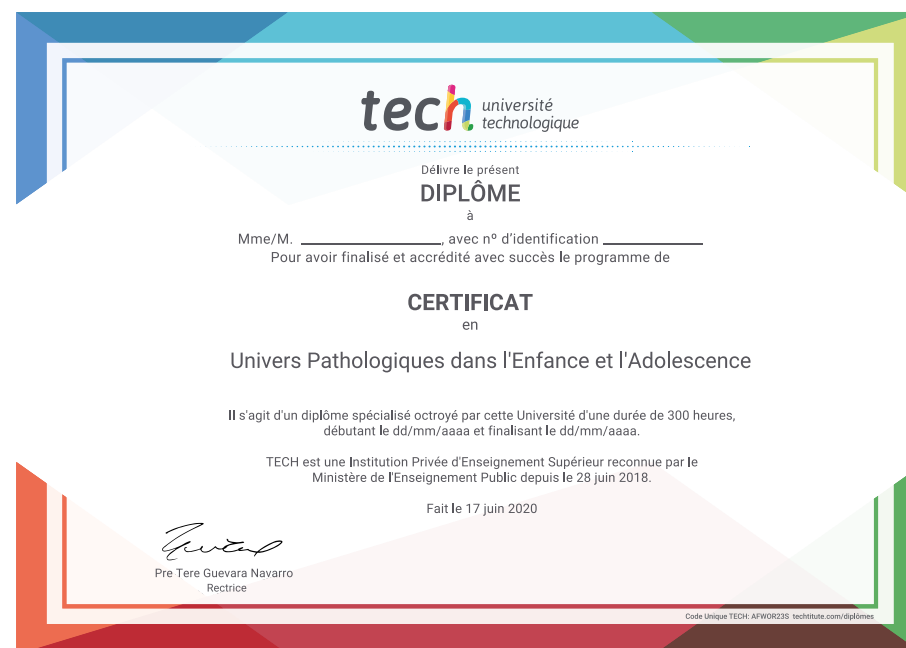 tech université
technologique
Délivre le présent
DIPLÔME
à
Mme/M. ____________________, avec nº d'identification ______________
Pour avoir finalisé et accrédité avec succès le programme de
CERTIFICAT
en
Univers Pathologiques dans l'Enfance et l'Adolescence
Il s'agit d'un diplôme spécialisé octroyé par cette Université d'une durée de 300 heures,
débutant le dd/mm/aaaa et finalisant le dd/mm/aaaa.
TECH est une Institution Privée d'Enseignement Supérieur reconnue par le
Ministère de l'Enseignement Public depuis le 28 juin 2018.
Fait le 17 juin 2020
Pre Tere Guevara Navarro
Rectrice
Code Unique TECH: AFWOR23S techtitute.com/diplômes